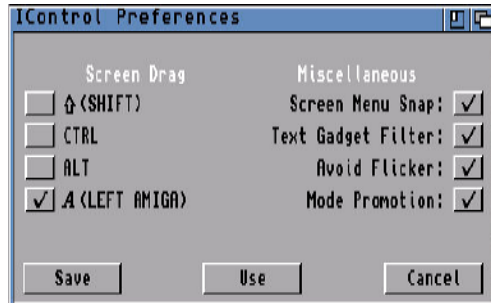 IControl Preferences
Screen Drag
⇧(SHIFT)
CTRL
ALT
A(LEFT AMIGA)
Miscellaneous
Screen Menu Snap:
Text Gadget Filter:
Avoid Flicker:
Mode Promotion:
Save
Use
Cancel